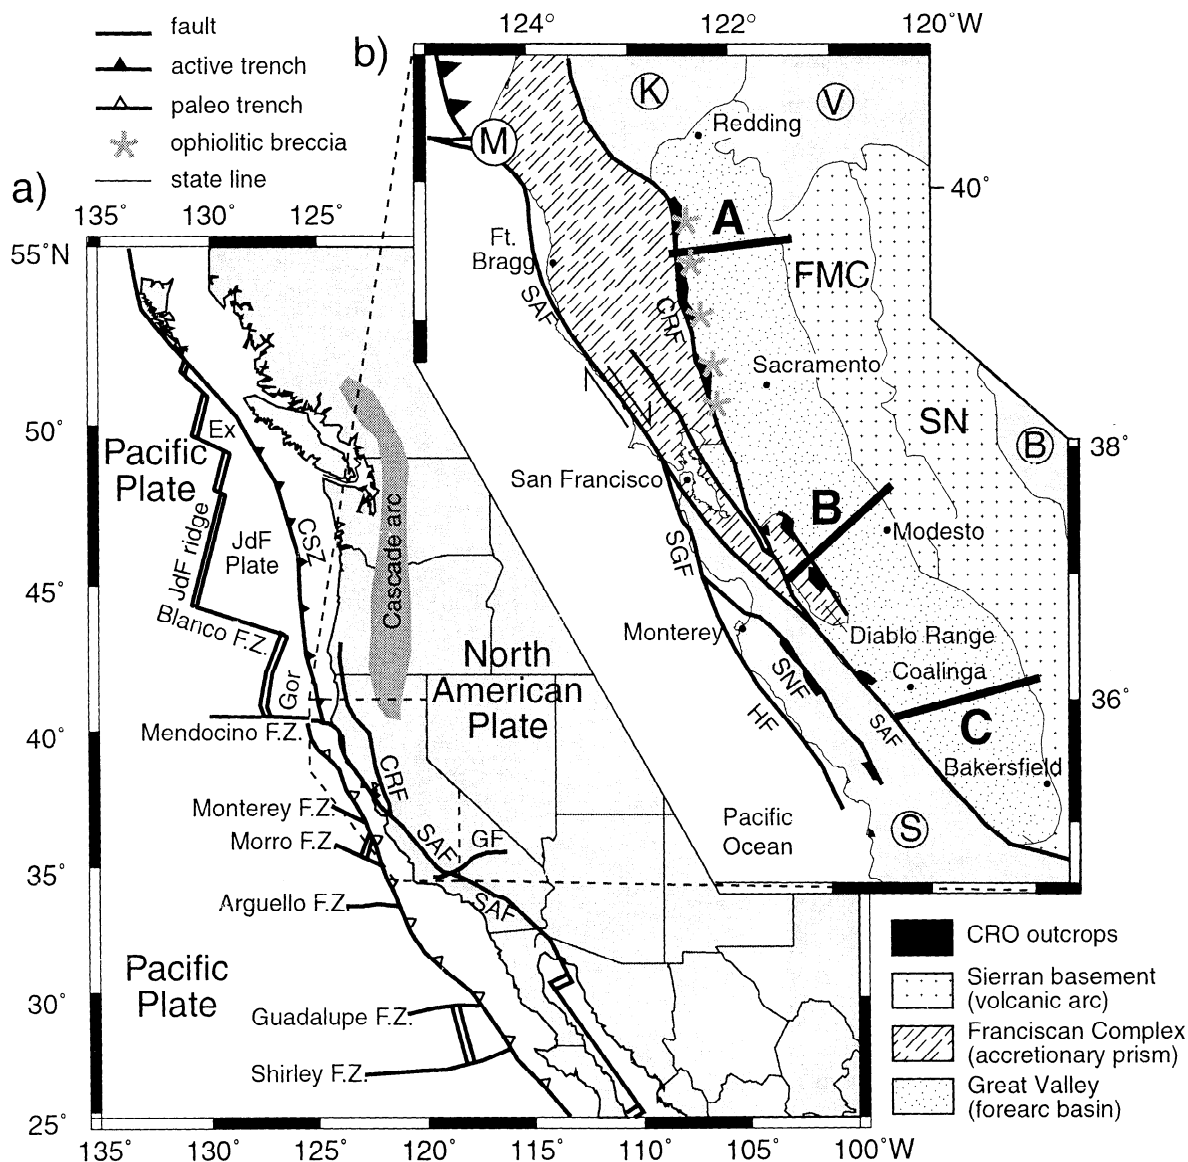 fault
active trench
paleo trench
ophiolitic breccia
state line
a)
135°
130°
125°
55°N
50°
45°
40°
35°
30°
25°
135°
130°
125°
120°
115°
110°
105°
100°W
Pacific
Plate
Ex
JdF ridge
JdF
Plate
CSZ
Cascade arc
Blanco F.Z.
Gor
North
American
Plate
Mendocino F.Z.
CRF
Monterey F.Z.
Morro F.Z.
SAF
GF
Arguello F.Z.
SAF
Pacific
Plate
Guadalupe F.Z.
Shirley F.Z.
b)
124°
122°
120°W
40°
38°
36°
K
V
M
Redding
A
Ft.
Bragg
FMC
SAF
CRF
Sacramento
SN
B
San Francisco
B
Modesto
SGF
Monterey
Diablo Range
Coalinga
SNF
HF
SAF
C
Bakersfield
Pacific
Ocean
S
CRO outcrops
Sierran basement
(volcanic arc)
Franciscan Complex
(accretionary prism)
Great Valley
(forearc basin)